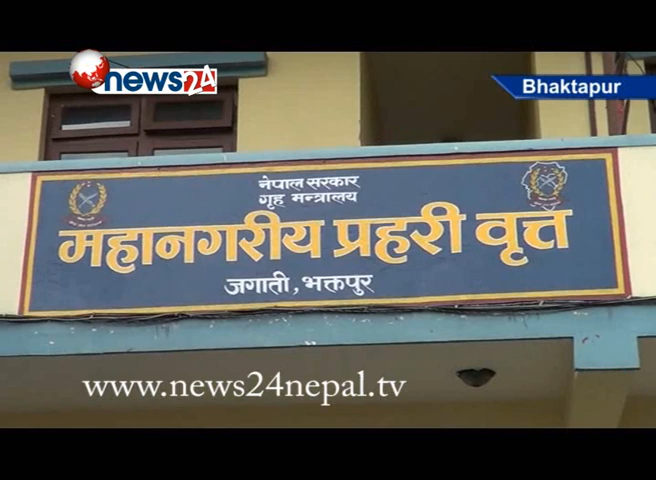 news24
Bhaktapur
नेपाल सरकार
गृह मन्त्रालय
महानगरीय प्रहरी वृत्त
जगाती, भक्तपुर
www.news24nepal.tv